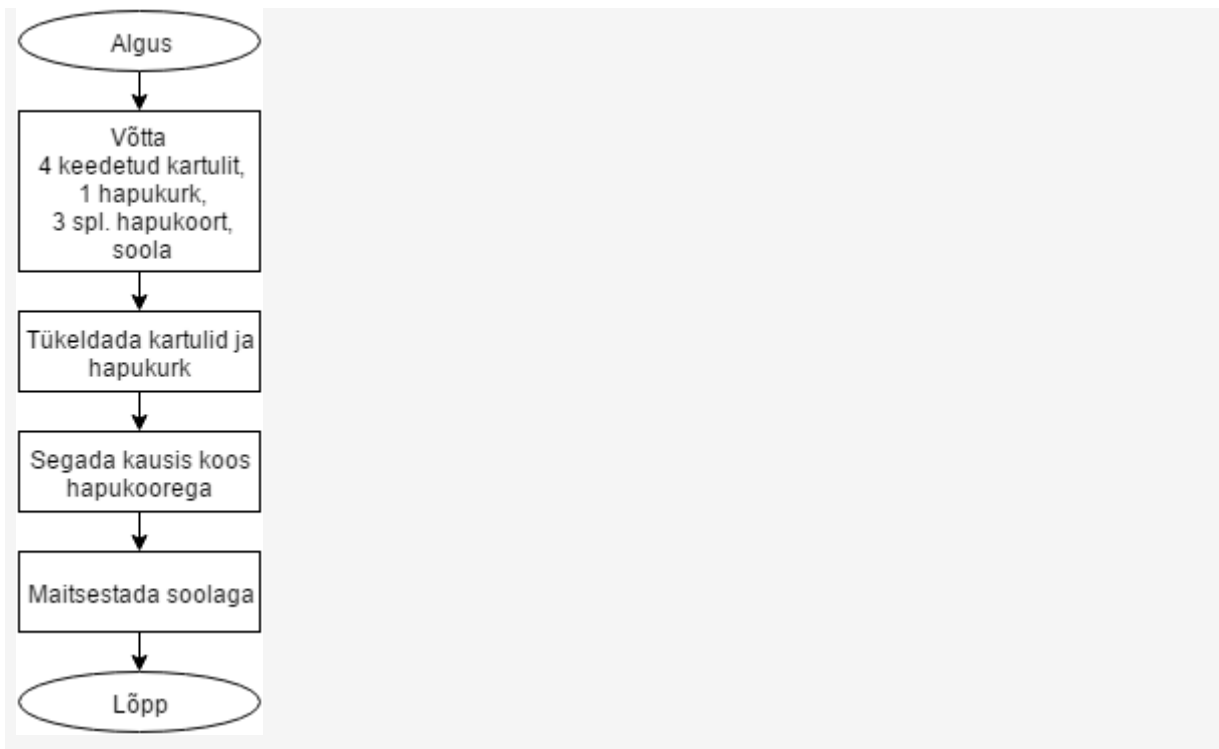 Algus
Võtta
4 keedetud kartulit,
1 hapukurk,
3 spl. hapukoort,
soola
Tükeldada kartulid ja
hapukurk
Segada kausis koos
hapukoorega
Maitsestada soolaga
Lõpp